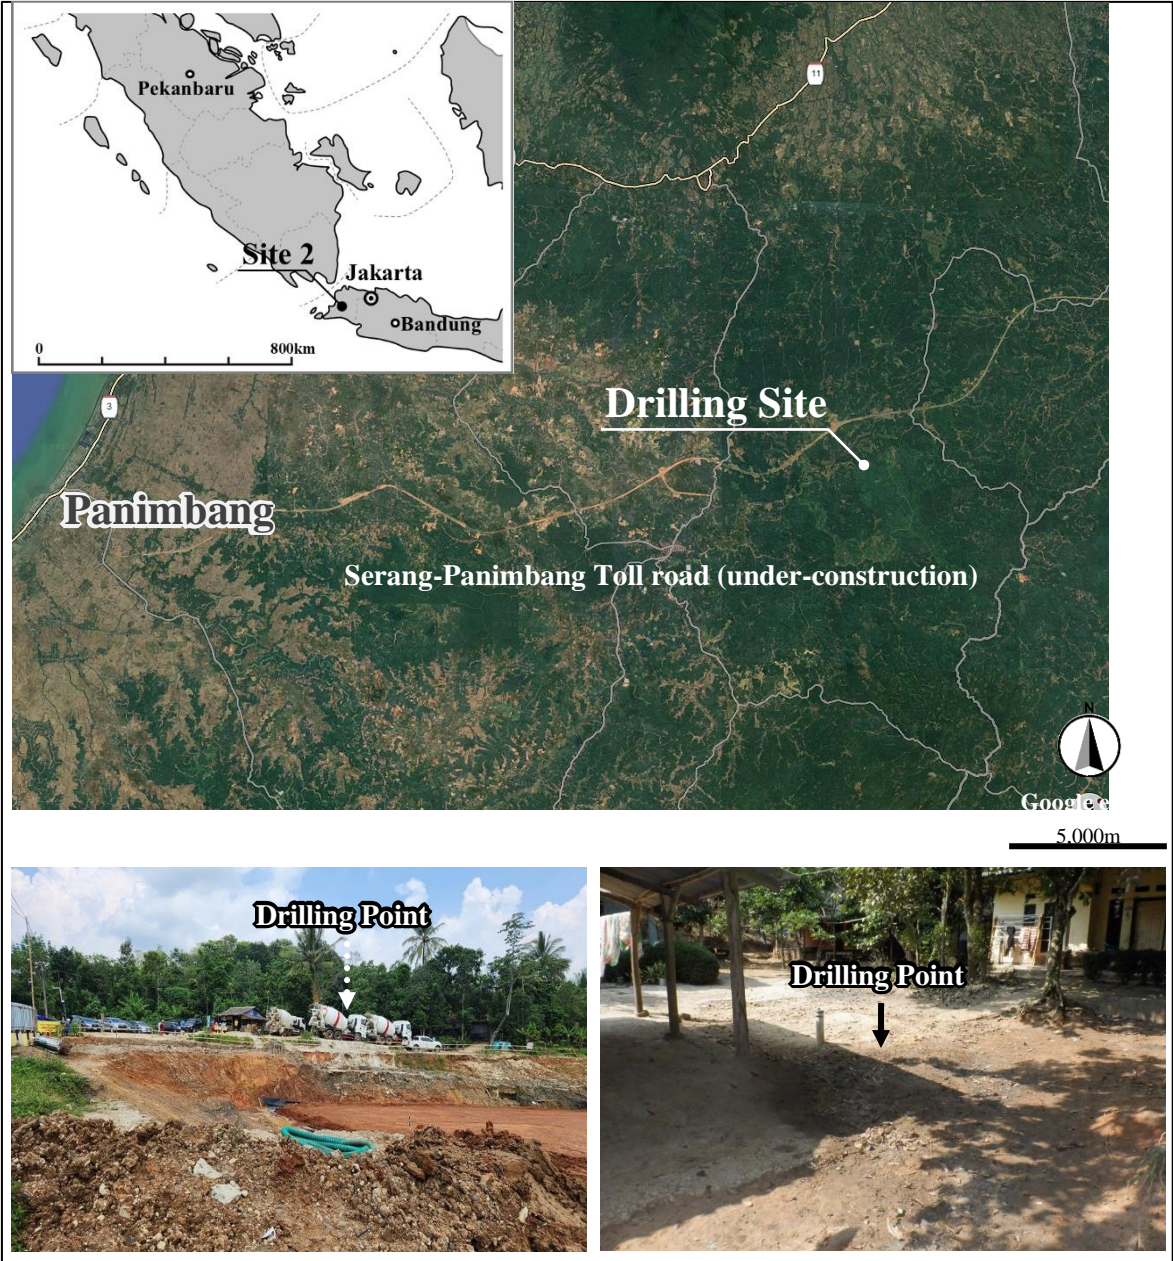 Pekanbaru
Site 2
Jakarta
Bandung
0
800km
11
3
Drilling Site
Panimbang
Serang-Panimbang Toll road (under-construction)
N
Google e
5,000m
Drilling Point
Drilling Point